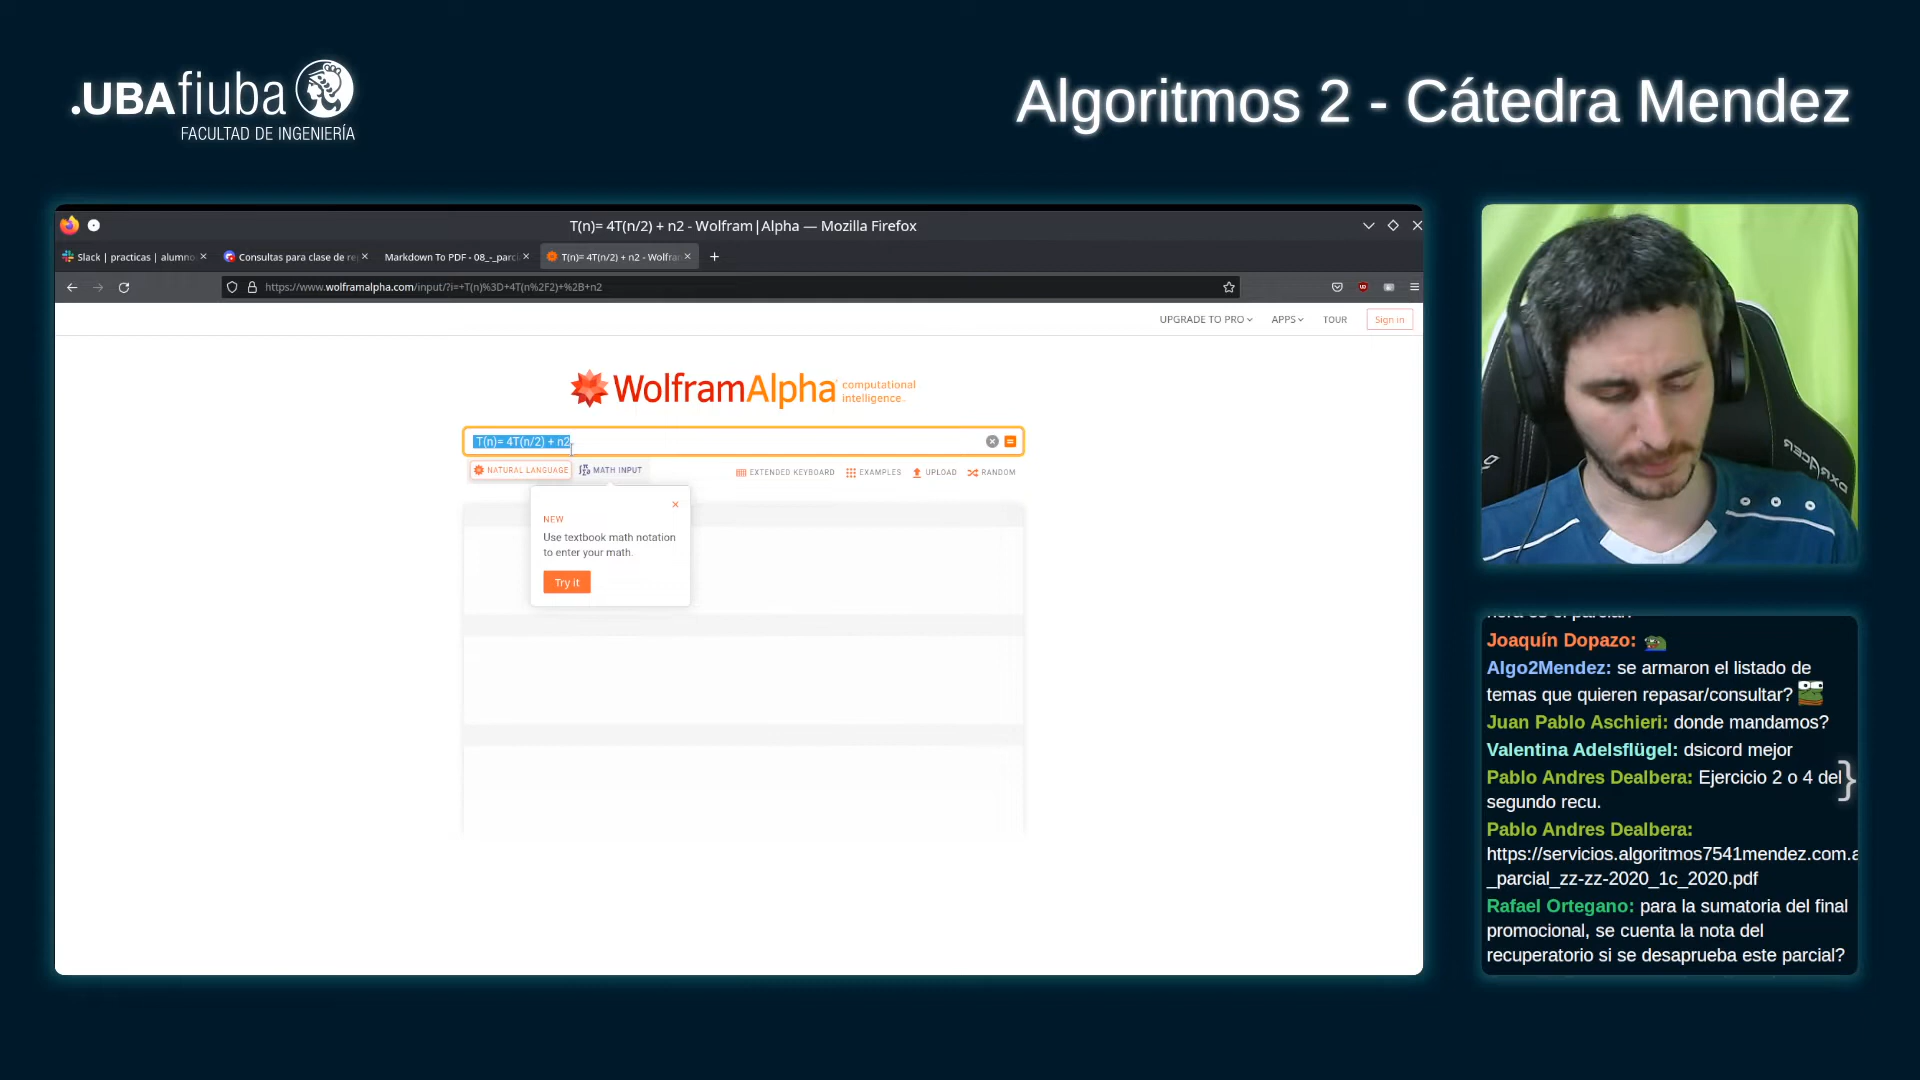 .UBAfiuba
FACULTAD DE INGENIERÍA
Algoritmos 2 - Cátedra Mendez
T(n)= 4T(n/2) + n2 - Wolfram|Alpha — Mozilla Firefox
Slack | practicas | alumno
Consultas para clase de re
Markdown To PDF - 08_-_parc
T(n)= 4T(n/2) + n2 - Wolfra
https://www.wolframalpha.com/input/?i=+T(n)%3D+4T(n%2F2)+%2B+n2
UPGRADE TO PRO
APPS
TOUR
Sign in
WolframAlpha
computational
intelligence.
T(n)= 4T(n/2) + n2
NATURAL LANGUAGE
MATH INPUT
EXTENDED KEYBOARD
EXAMPLES
UPLOAD
RANDOM
NEW
Use textbook math notation
to enter your math.
Try it
DXRACER
Joaquín Dopazo:
Algo2Mendez: se armaron el listado de
temas que quieren repasar/consultar?
Juan Pablo Aschieri: donde mandamos?
Valentina Adelsflügel: dsicord mejor
Pablo Andres Dealbera: Ejercicio 2 o 4 del
segundo recu.
Pablo Andres Dealbera:
https://servicios.algoritmos7541mendez.com.a
_parcial_zz-zz-2020_1c_2020.pdf
Rafael Ortegano: para la sumatoria del final
promocional, se cuenta la nota del
recuperatorio si se desaprueba este parcial?
}